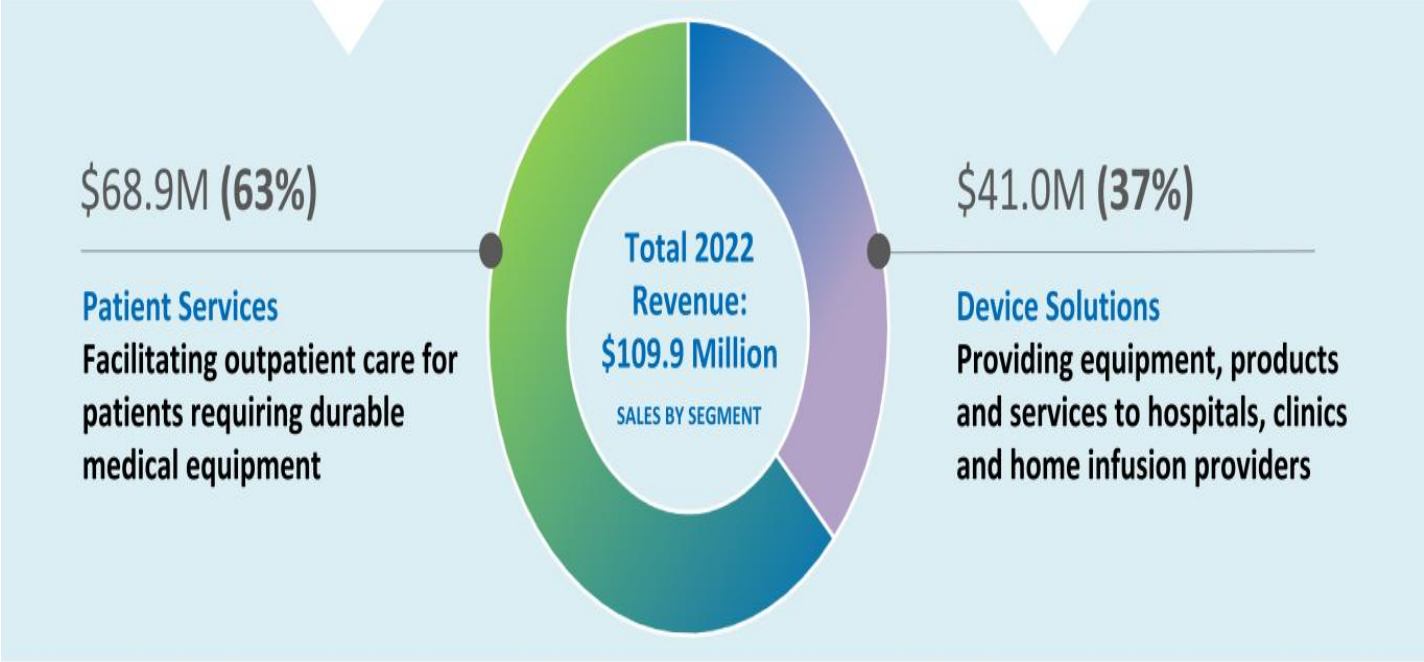 $68.9M (63%)
Patient Services
Facilitating outpatient care for
patients requiring durable
medical equipment
Total 2022
Revenue:
$109.9 Million
SALES BY SEGMENT
$41.0M (37%)
Device Solutions
Providing equipment, products
and services to hospitals, clinics
and home infusion providers